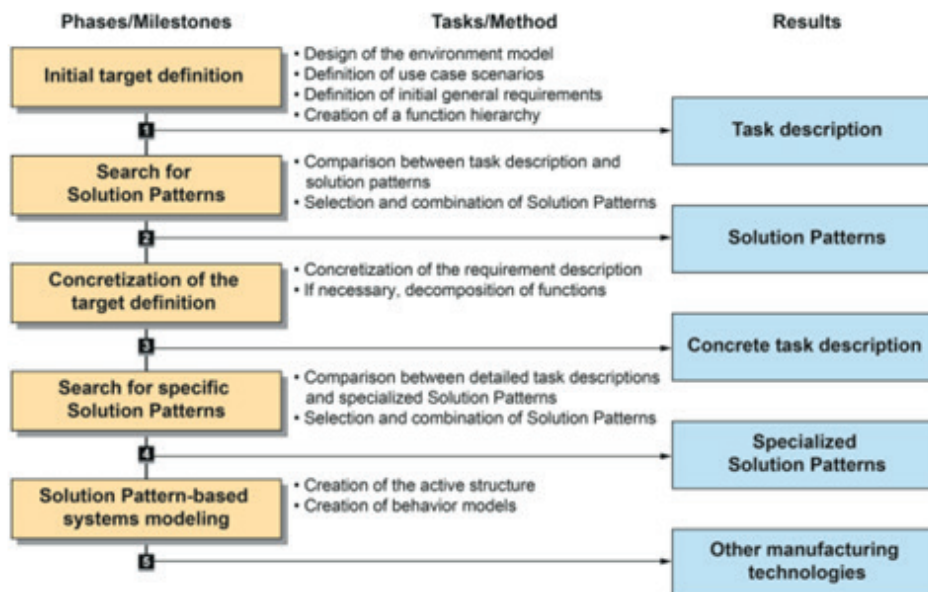 Phases/Milestones
Tasks/Method
Results
Initial target definition
• Design of the environment model
• Definition of use case scenarios
• Definition of initial general requirements
• Creation of a function hierarchy
1
Task description
Search for
Solution Patterns
• Comparison between task description and
solution patterns
• Selection and combination of Solution Patterns
2
Solution Patterns
Concretization of the
target definition
• Concretization of the requirement description
• If necessary, decomposition of functions
3
Concrete task description
Search for specific
Solution Patterns
• Comparison between detailed task descriptions
and specialized Solution Patterns
• Selection and combination of Solution Patterns
4
Specialized
Solution Patterns
Solution Pattern-based
systems modeling
• Creation of the active structure
• Creation of behavior models
5
Other manufacturing
technologies